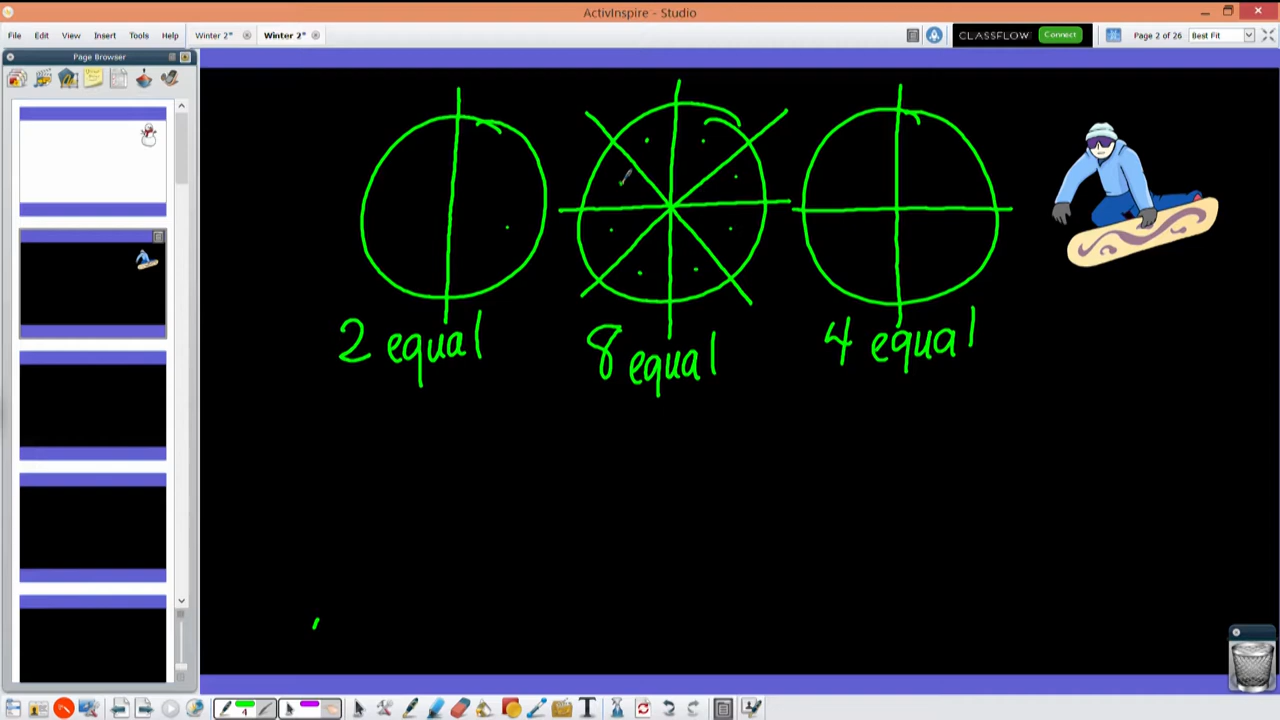 ActivInspire - Studio
File Edit View Insert Tools Help Winter 2* Winter 2* CLASSFLOW Connect Page 2 of 26 Best Fit
Page Browser
2 equal 8 equal 4 equal
4 T